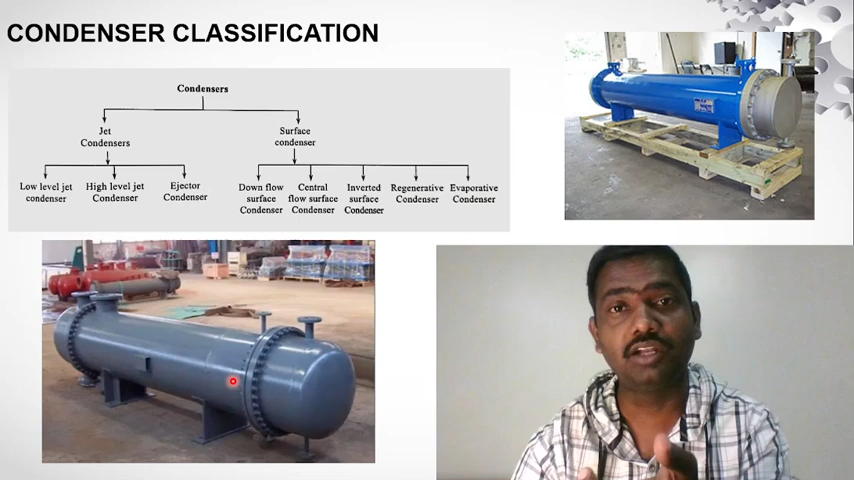 CONDENSER CLASSIFICATION
Condensers
Jet
Condensers
Surface
condenser
Low level jet
condenser
High level jet
Condenser
Ejector
Condenser
Down flow
surface
Condenser
Central
flow surface
Condenser
Inverted
surface
Condenser
Regenerative
Condenser
Evaporative
Condenser